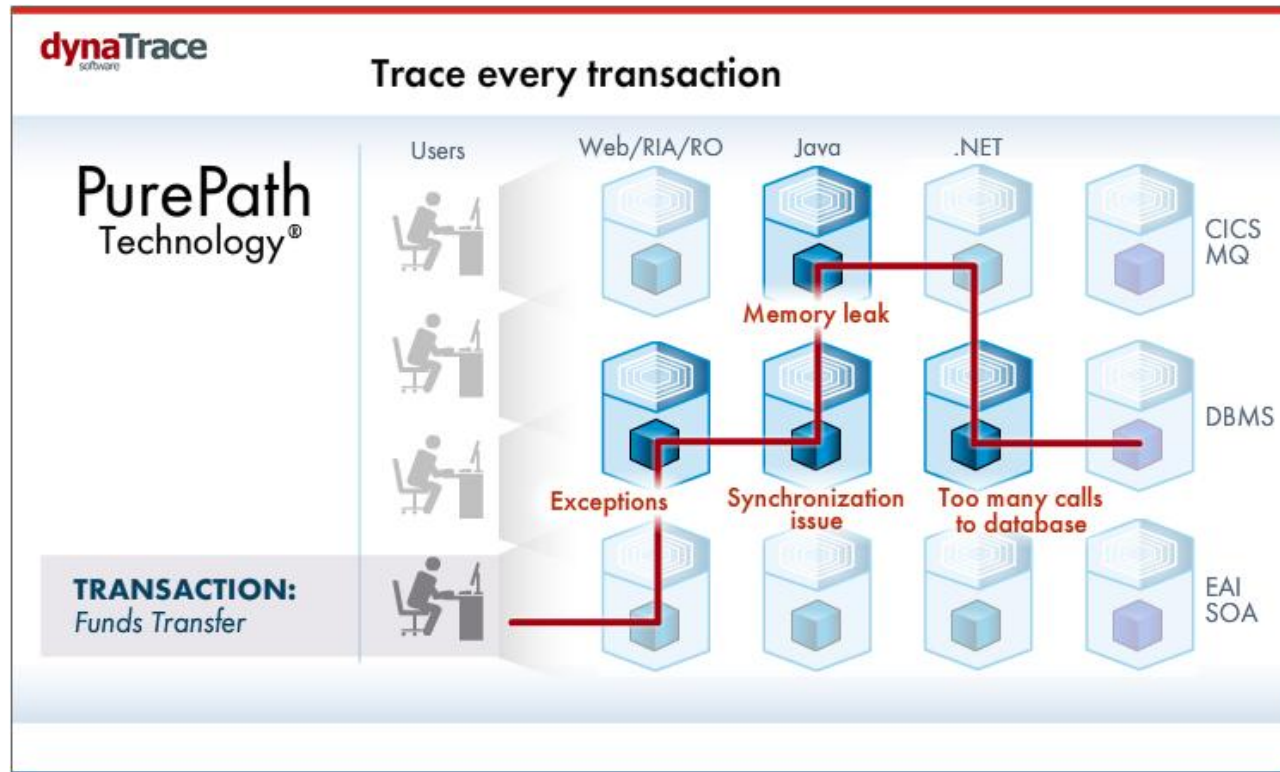 dynaTrace
software
Trace every transaction
PurePath
Technology®
Users
Web/RIA/RO
Java
.NET
CICS
MQ
Memory leak
DBMS
Exceptions
Synchronization
issue
Too many calls
to database
TRANSACTION:
Funds Transfer
EAI
SOA